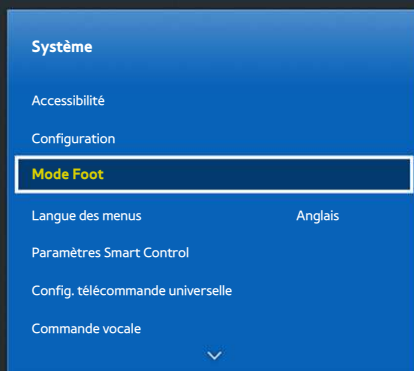 Système
Accessibilité
Configuration
Mode Foot
Langue des menus Anglais
Paramètres Smart Control
Config. télécommande universelle
Commande vocale